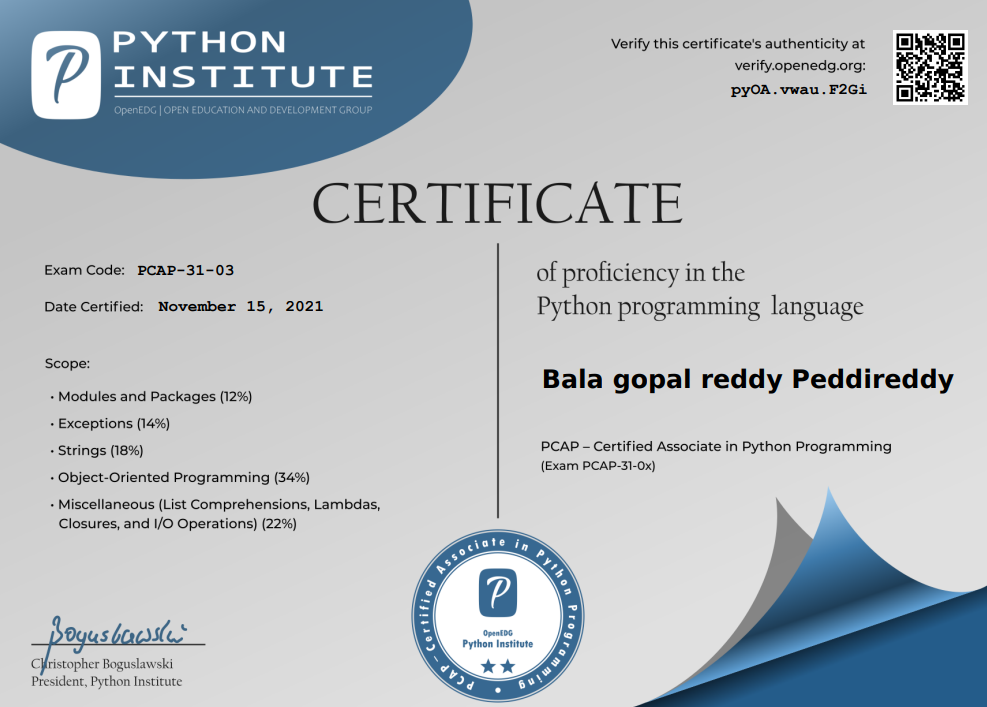 PYTHON
INSTITUTE
OpenEDG | OPEN EDUCATION AND DEVELOPMENT GROUP
Verify this certificate's authenticity at
verify.openedg.org:
pyOA.vwau.F2Gi
CERTIFICATE
Exam Code: PCAP-31-03
Date Certified: November 15, 2021
Scope:
• Modules and Packages (12%)
• Exceptions (14%)
• Strings (18%)
• Object-Oriented Programming (34%)
• Miscellaneous (List Comprehensions, Lambdas,
Closures, and I/O Operations) (22%)
of proficiency in the
Python programming language
Bala gopal reddy Peddireddy
PCAP – Certified Associate in Python Programming
(Exam PCAP-31-0x)
Boguslawski
Christopher Boguslawski
President, Python Institute
PCAP – Certified Associate in Python Programming
OpenEDG
Python Institute